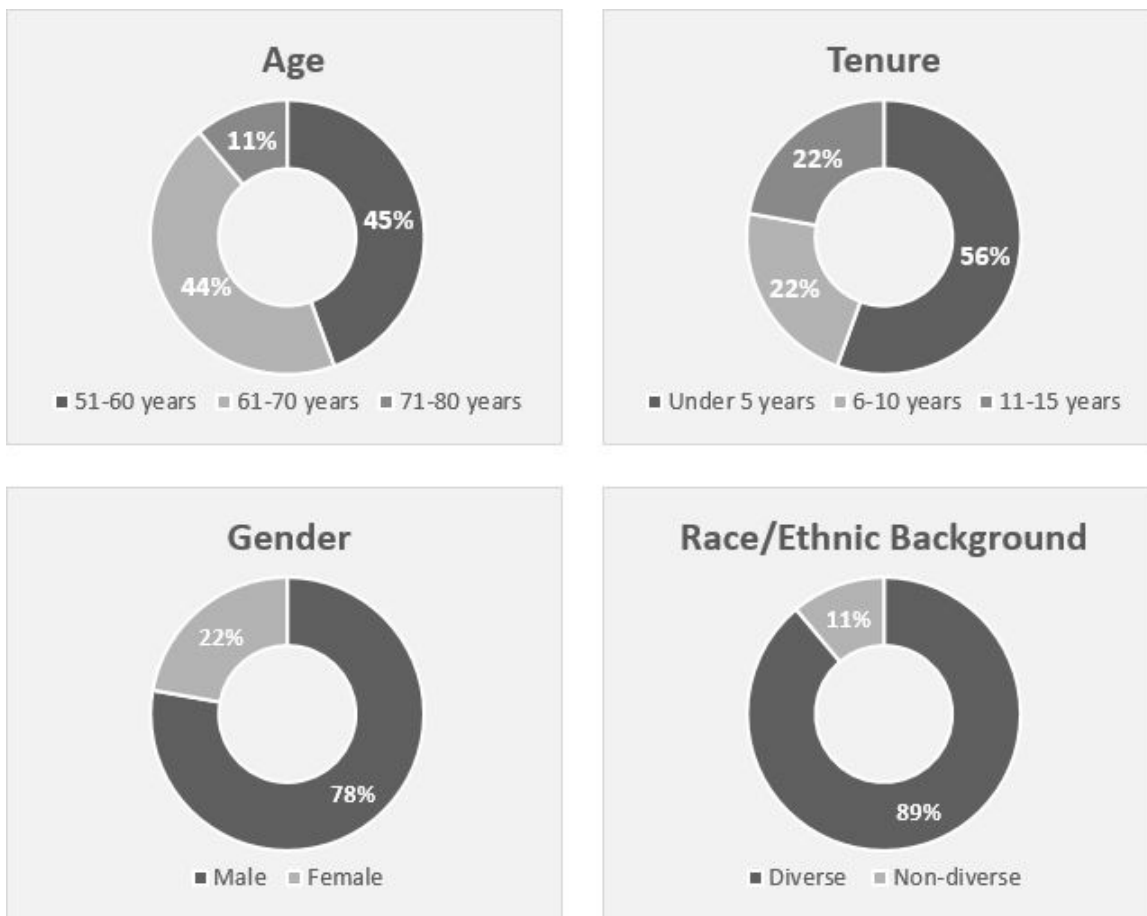 Age
11%
45%
44%
51-60 years 61-70 years 71-80 years
Tenure
22%
56%
22%
Under 5 years 6-10 years 11-15 years
Gender
22%
78%
Male Female
Race/Ethnic Background
11%
89%
Diverse Non-diverse